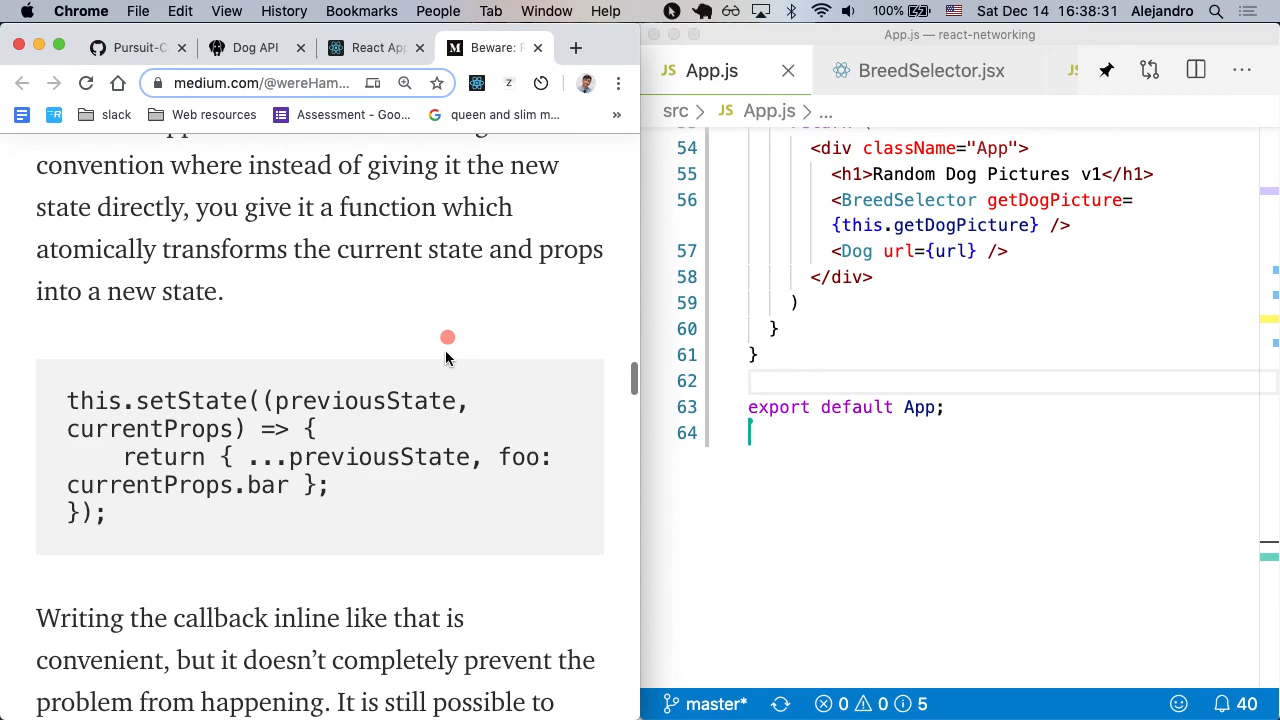 Chrome File Edit View History Bookmarks People Tab Window Help 100% Sat Dec 14 16:38:31 Alejandro
Pursuit-C Dog API React App Beware: F
medium.com/@wereHam...
slack Web resources Assessment - Goo... queen and slim m... »
convention where instead of giving it the new
state directly, you give it a function which
atomically transforms the current state and props
into a new state.
this.setState((previousState,
currentProps) => {
return { ...previousState, foo:
currentProps.bar };
});
Writing the callback inline like that is
convenient, but it doesn’t completely prevent the
problem from happening. It is still possible to
App.js — react-networking
JS App.js BreedSelector.jsx JS ...
src > JS App.js > ...
54 <div className="App">
55 <h1>Random Dog Pictures v1</h1>
56 <BreedSelector getDogPicture=
{this.getDogPicture} />
57 <Dog url={url} />
58 </div>
59 )
60 }
61 }
62
63 export default App;
64
master* 0 0 5 40